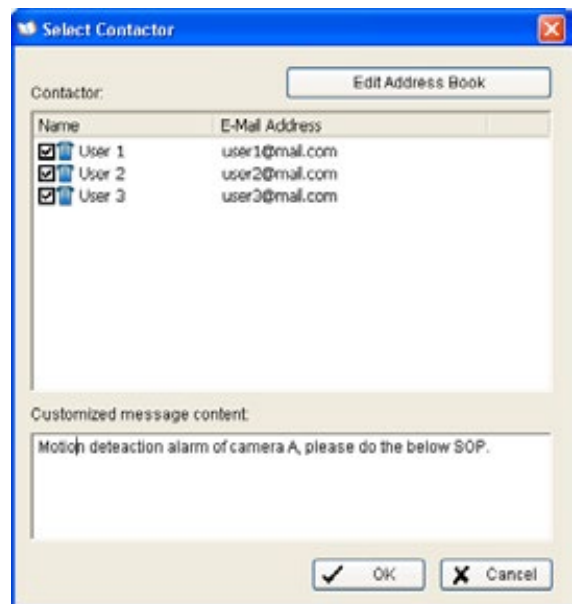 Select Contactor
Edit Address Book
Contactor:
Name E-Mail Address
User 1 user1@mail.com
User 2 user2@mail.com
User 3 user3@mail.com
Customized message content:
Motion deteaction alarm of camera A, please do the below SOP.
OK Cancel